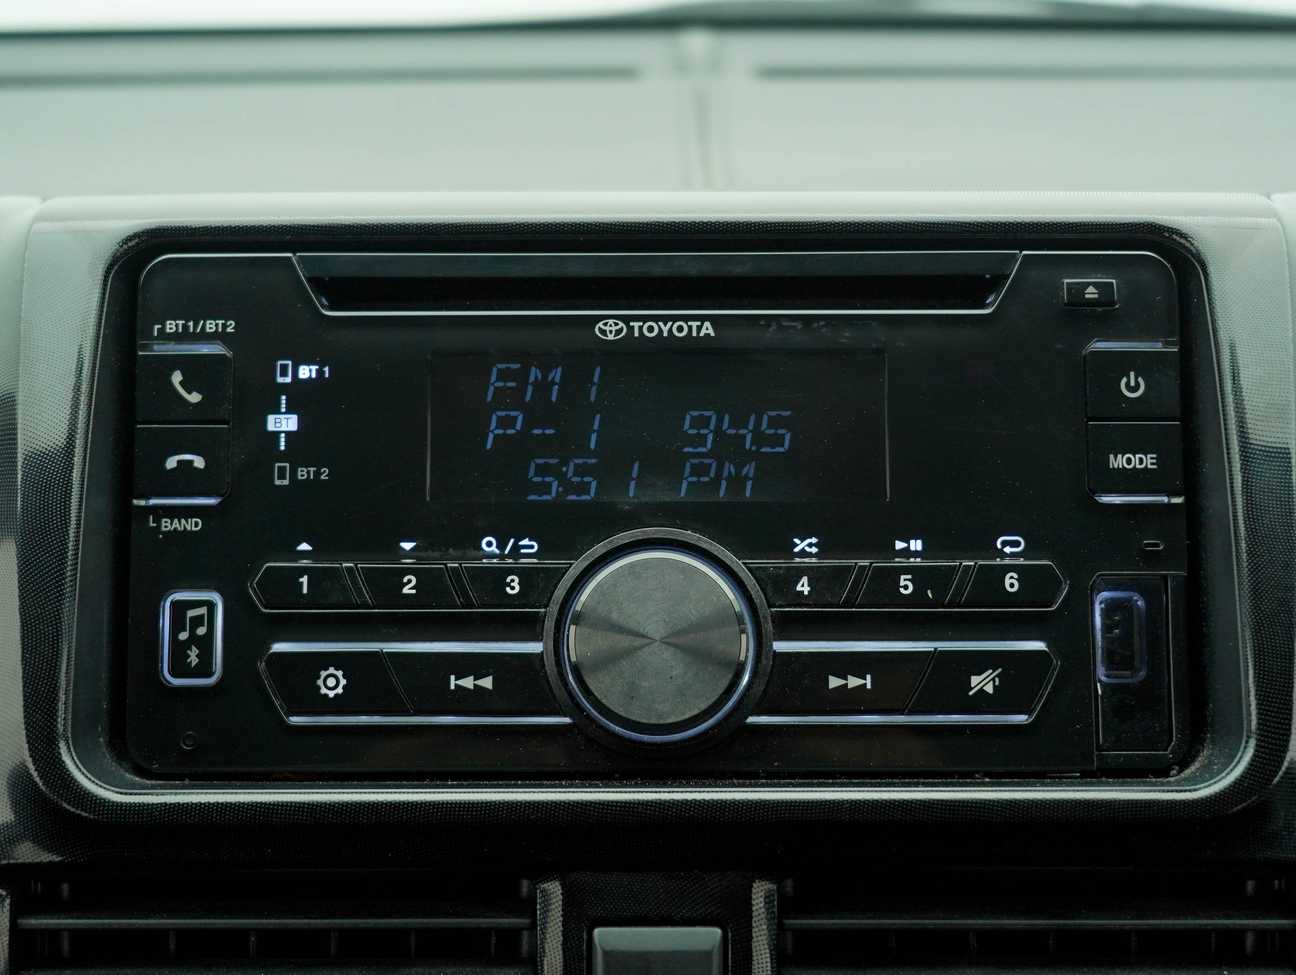 TOYOTA
BT1/BT2
BT 1
BT
BT 2
BAND
FM1
P-1 94.5
5:51 PM
MODE
1 2 3 4 5 6